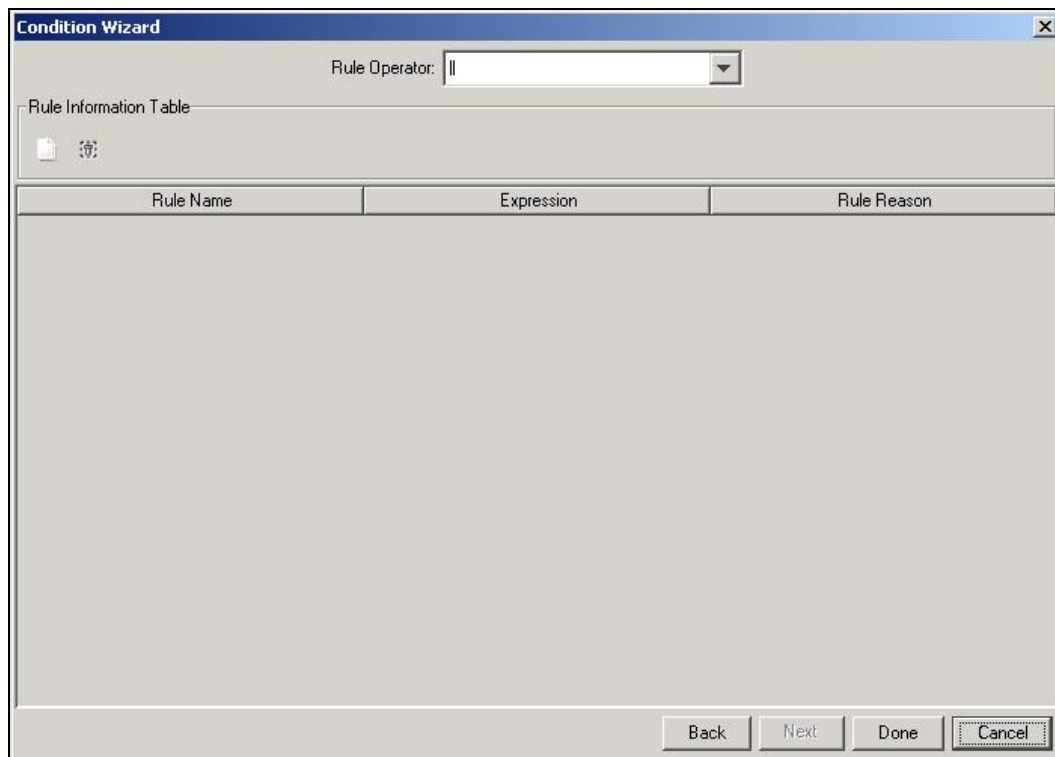 Condition Wizard
Rule Operator: ||
Rule Information Table
Rule Name Expression Rule Reason
Back Next Done Cancel